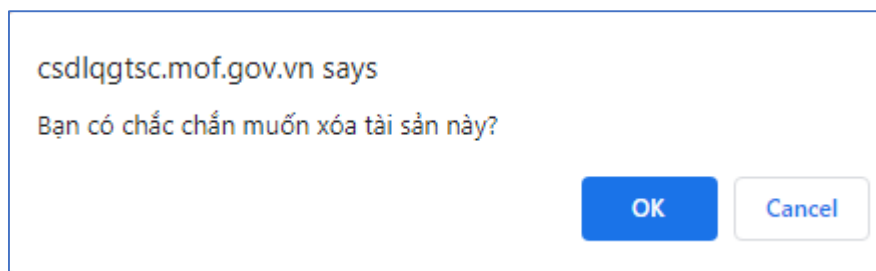 csdlqgtsc.mof.gov.vn says
Bạn có chắc chắn muốn xóa tài sản này?
OK Cancel